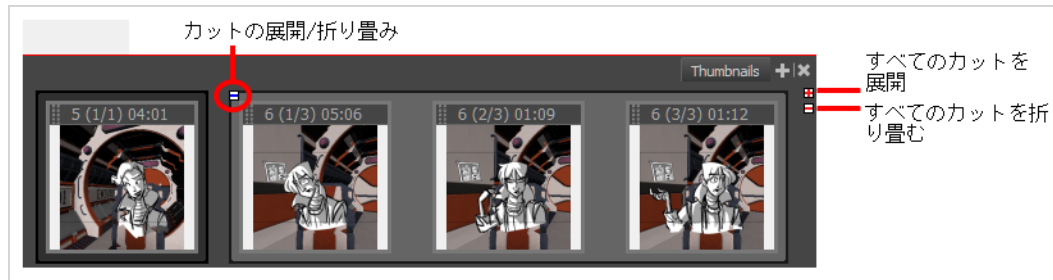 カットの展開/折り畳み
Thumbnails
すべてのカットを
展開
すべてのカットを折
り畳む
5 (1/1) 04:01
6 (1/3) 05:06
6 (2/3) 01:09
6 (3/3) 01:12